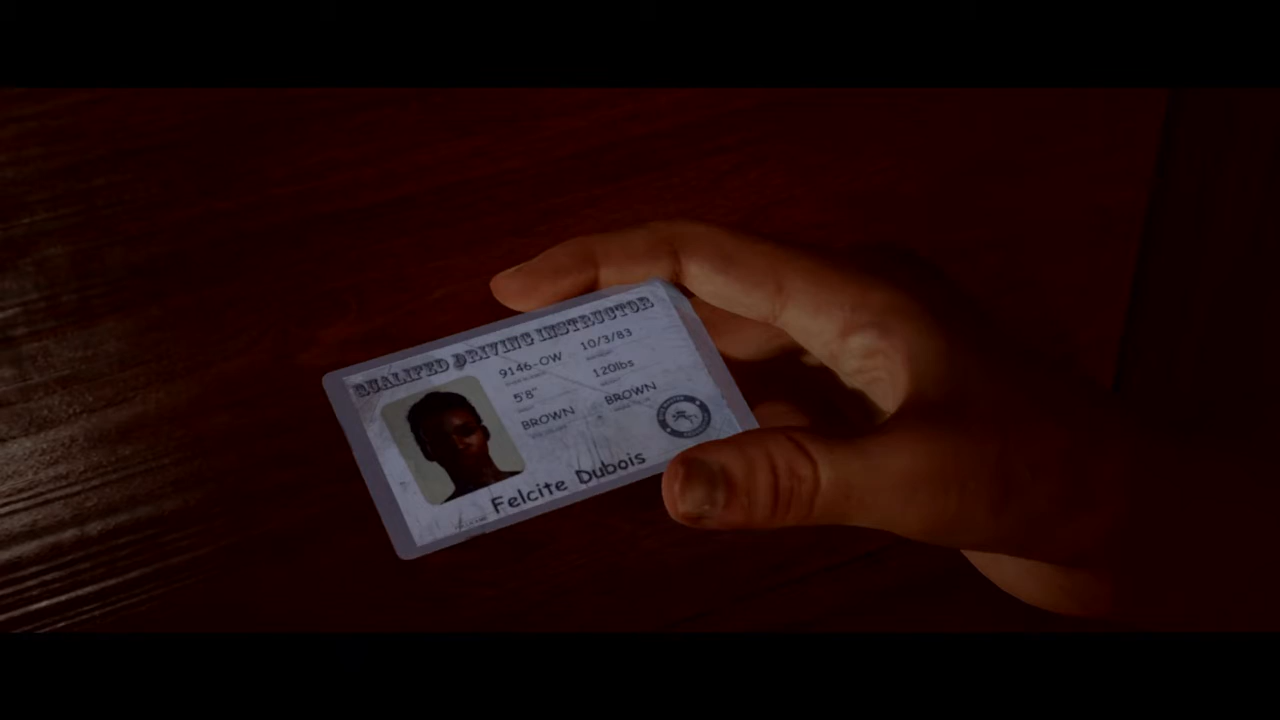 QUALIFED DRIVING INSTRUCTOR
9146-OW 10/3/83
5'8" 120lbs
BROWN BROWN
Felcite Dubois